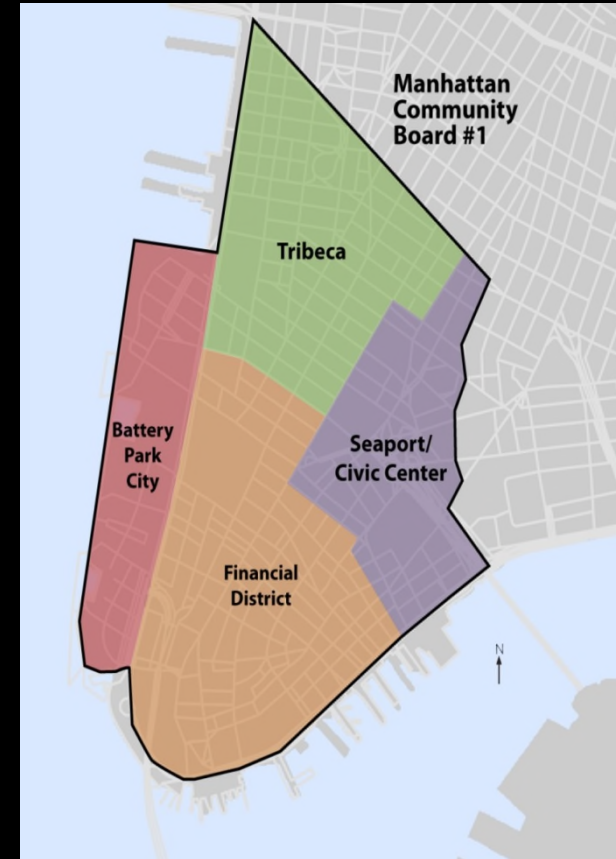 Manhattan
Community
Board #1
Tribeca
Battery
Park
City
Seaport/
Civic Center
Financial
District
N